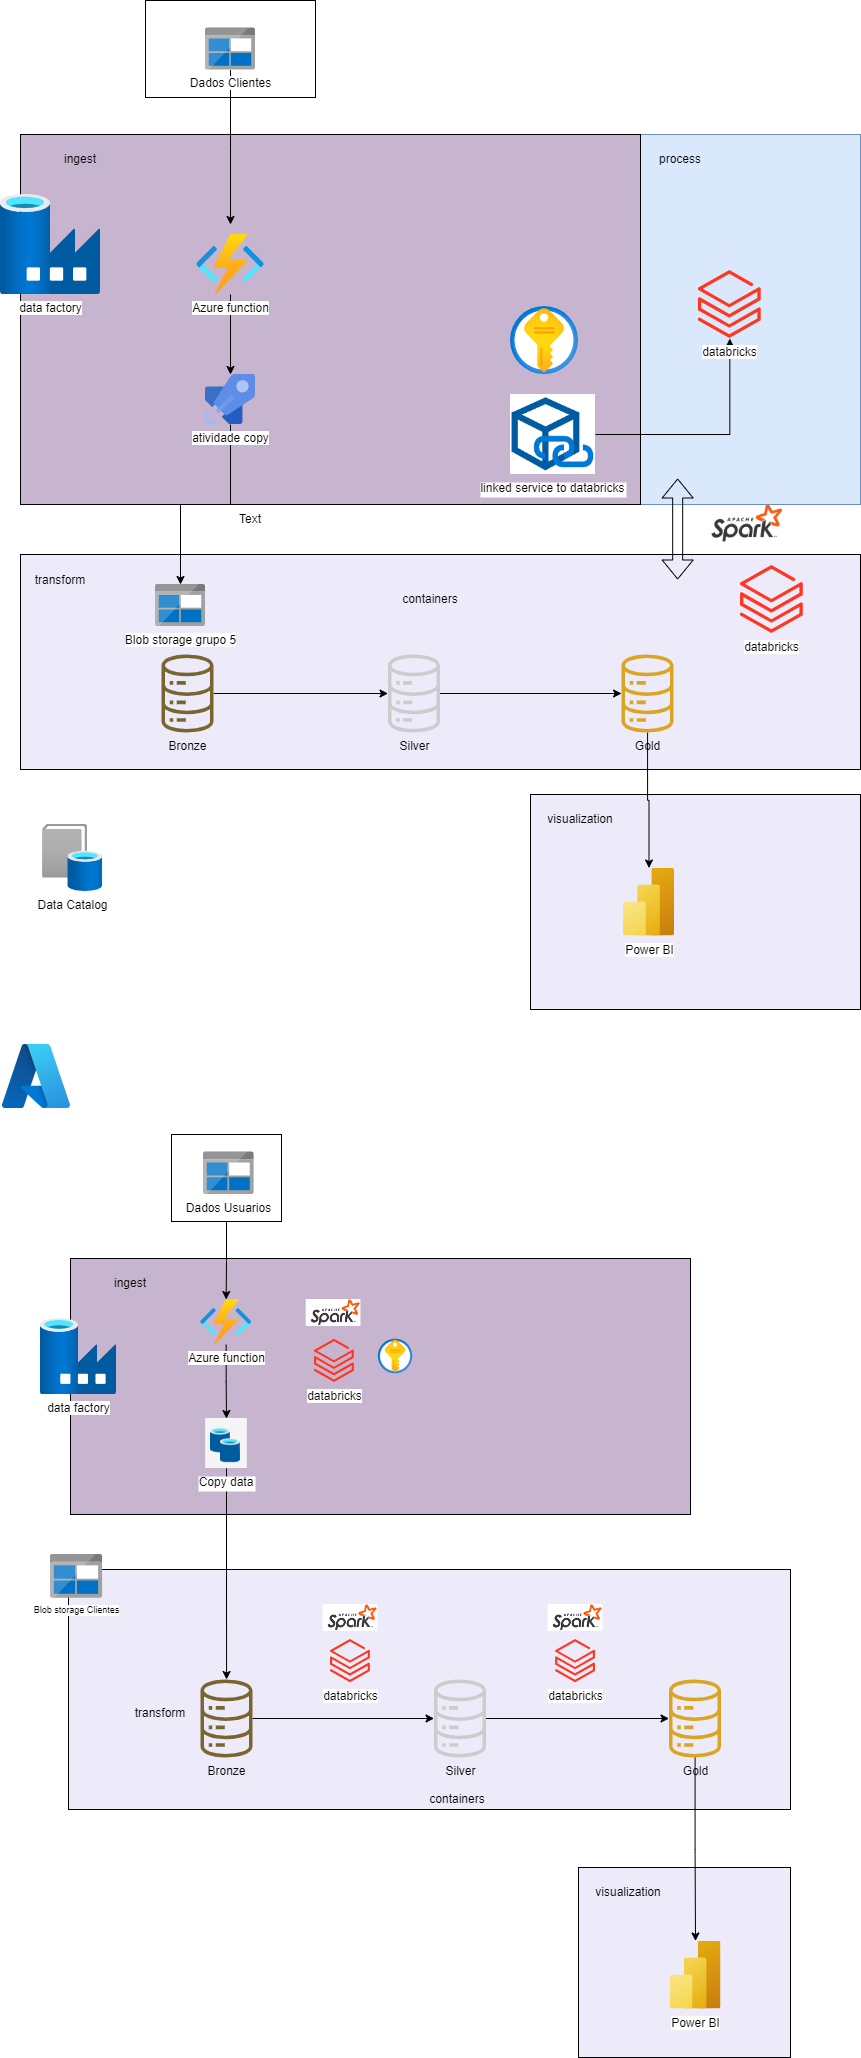 Dados Clientes
ingest
process
data factory
Azure function
databricks
atividade copy
linked service to databricks
Text
APACHE
Spark
transform
containers
Blob storage grupo 5
databricks
Bronze
Silver
Gold
visualization
Data Catalog
Power BI
Dados Usuarios
ingest
APACHE
Spark
Azure function
databricks
data factory
Copy data
Blob storage Clientes
APACHE
Spark
APACHE
Spark
databricks
databricks
transform
Bronze
Silver
Gold
containers
visualization
Power BI